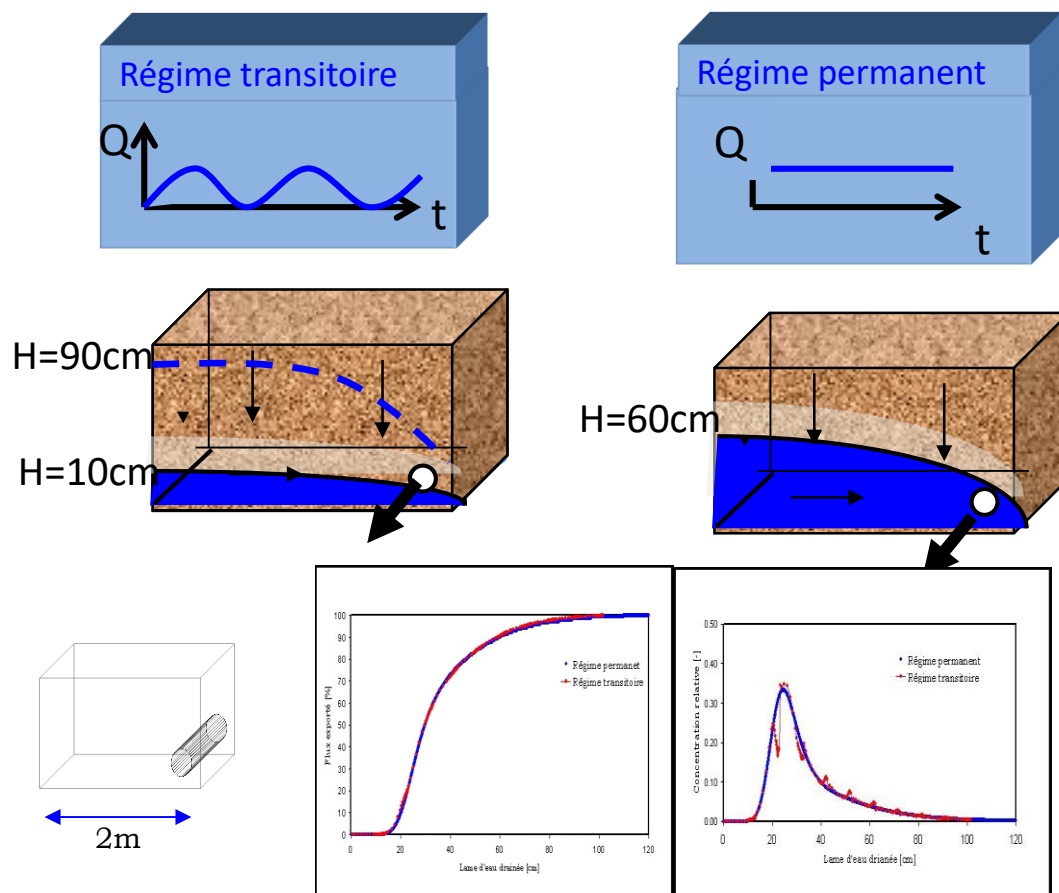 Régime transitoire
Q
t
Régime permanent
Q
t
H=90cm
H=10cm
H=60cm
2m
Flux exporté [%]
100
90
80
70
60
50
40
30
20
10
0
0 20 40 60 80 100 120
Lame d'eau drainée [cm]
Régime permanet
Régime transitoire
Concentration relative [-]
0.50
0.40
0.30
0.20
0.10
0.00
0 20 40 60 80 100 120
Lame d'eau drianée [cm]
Régime permanent
Régime transitoire